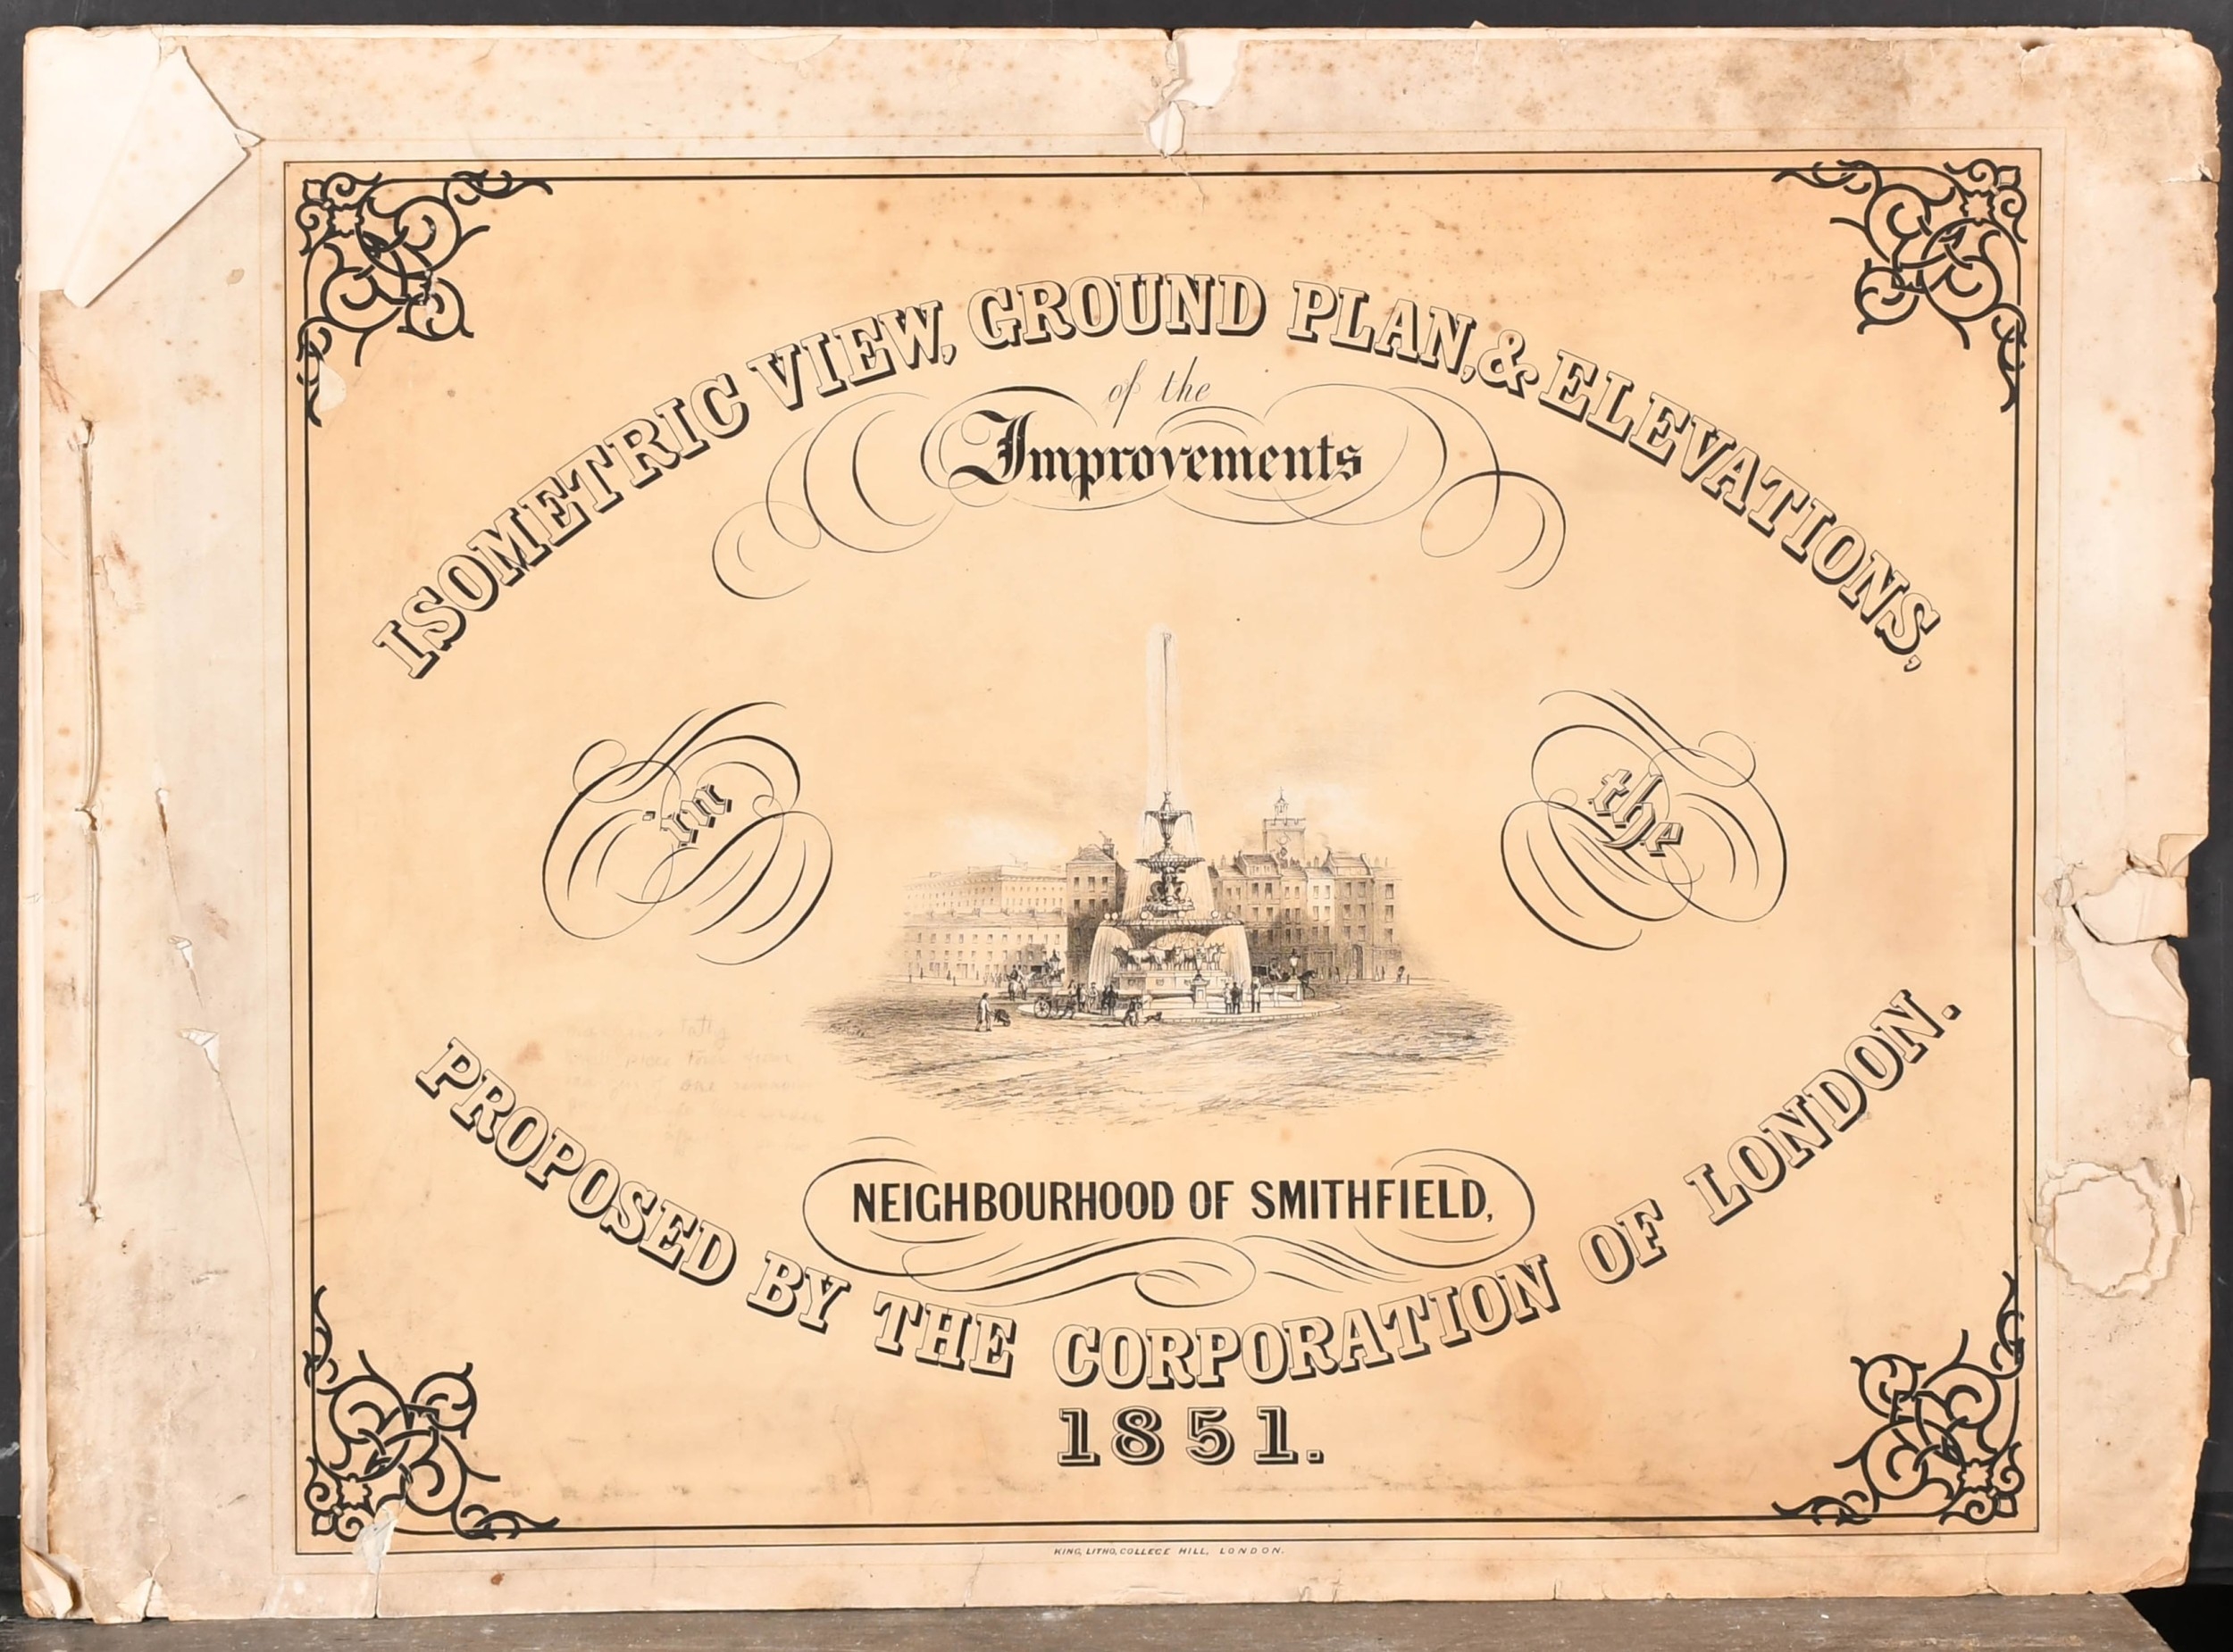 ISOMETRIC VIEW, GROUND PLAN, & ELEVATIONS,
of the
Improvements
in the
NEIGHBOURHOOD OF SMITHFIELD,
PROPOSED BY THE CORPORATION OF LONDON.
1851.
KING, LITHO, COLLEGE HILL, LONDON.